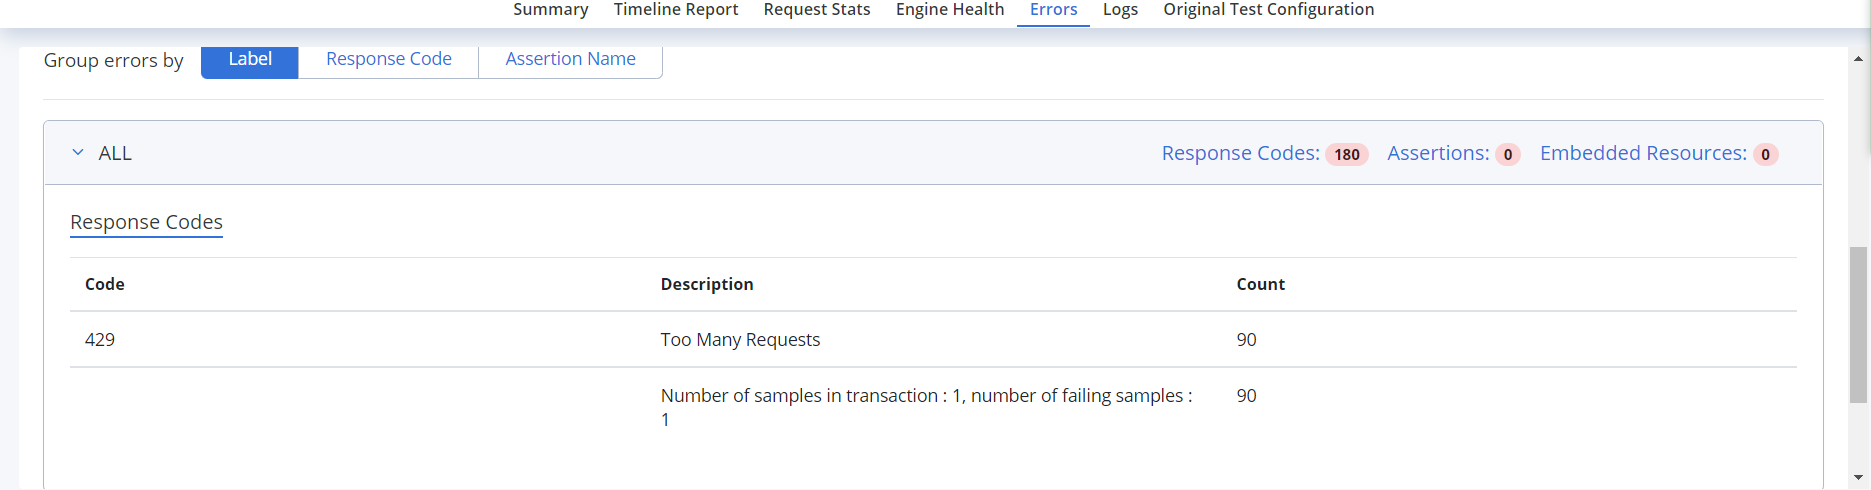 Summary Timeline Report Request Stats Engine Health Errors Logs Original Test Configuration
Group errors by Label Response Code Assertion Name
ALL Response Codes: 180 Assertions: 0 Embedded Resources: 0
Response Codes
Code Description Count
429 Too Many Requests 90
Number of samples in transaction : 1, number of failing samples : 90
1